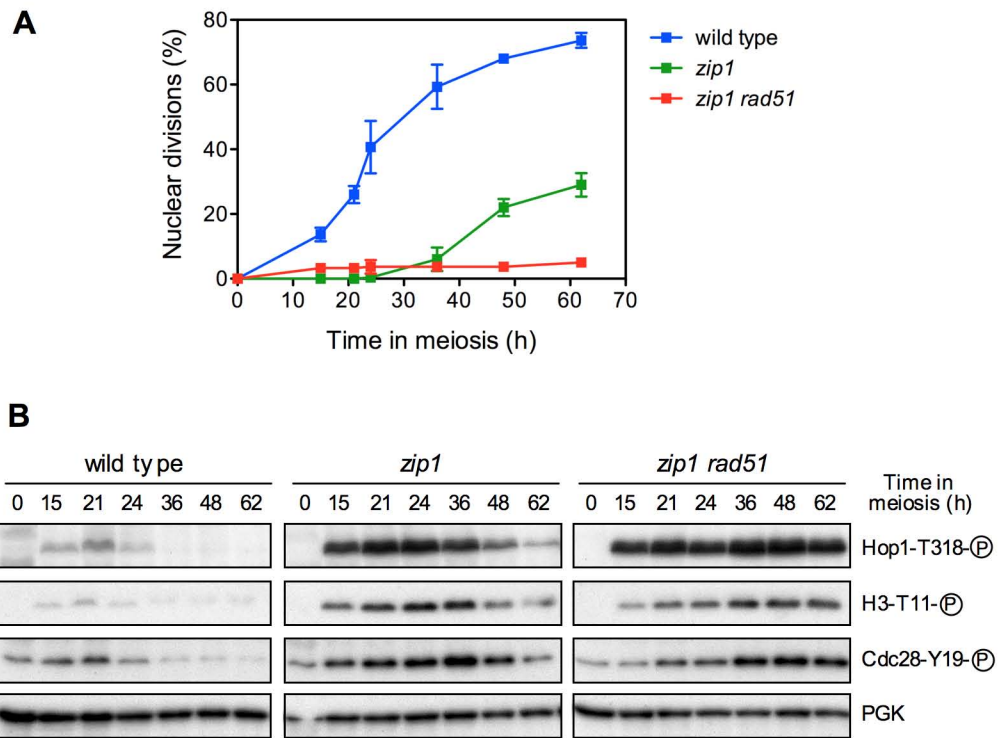 A
Nuclear divisions (%)
80
60
40
20
0
0 10 20 30 40 50 60 70
Time in meiosis (h)
wild type
zip1
zip1 rad51
B
wild type zip1 zip1 rad51
Time in
meiosis (h)
0 15 21 24 36 48 62 0 15 21 24 36 48 62 0 15 21 24 36 48 62
Hop1-T318-Ⓟ
H3-T11-Ⓟ
Cdc28-Y19-Ⓟ
PGK